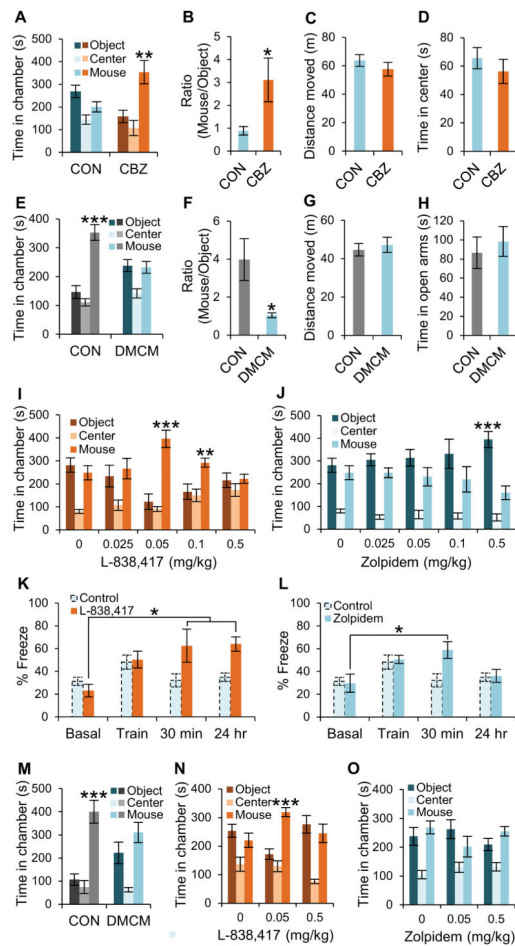 A
Time in chamber (s)
500
400
300
200
100
0
Object
Center
Mouse
**
CON CBZ
B
Ratio
(Mouse/Object)
5
4
3
2
1
0
*
CON
CBZ
C
Distance moved (m)
80
60
40
20
0
CON
CBZ
D
Time in center (s)
80
60
40
20
0
CON
CBZ
E
Time in chamber (s)
400
300
200
100
0
***
Object
Center
Mouse
CON DMCM
F
Ratio
(Mouse/Object)
6
4
2
0
*
CON
DMCM
G
Distance moved (m)
80
60
40
20
0
CON
DMCM
H
Time in open arms (s)
120
100
80
60
40
20
0
CON
DMCM
I
Time in chamber (s)
500
400
300
200
100
0
Object
Center
Mouse
***
**
0 0.025 0.05 0.1 0.5
L-838,417 (mg/kg)
J
Time in chamber (s)
500
400
300
200
100
0
Object
Center
Mouse
***
0 0.025 0.05 0.1 0.5
Zolpidem (mg/kg)
K
% Freeze
100
80
60
40
20
0
Control
L-838,417
*
Basal Train 30 min 24 hr
L
% Freeze
100
80
60
40
20
0
Control
Zolpidem
*
Basal Train 30 min 24 hr
M
Time in chamber (s)
500
400
300
200
100
0
***
Object
Center
Mouse
CON DMCM
N
Time in chamber (s)
400
300
200
100
0
Object
Center
Mouse
***
0 0.05 0.5
L-838,417 (mg/kg)
O
Time in chamber (s)
400
300
200
100
0
Object
Center
Mouse
0 0.05 0.5
Zolpidem (mg/kg)